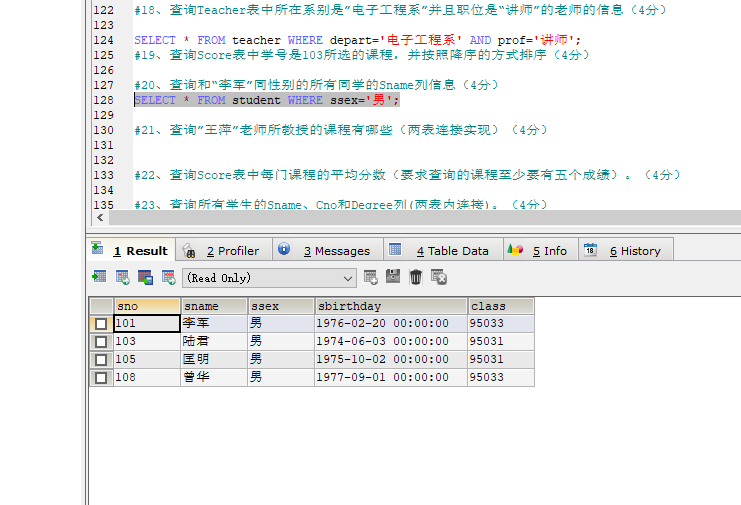 122 #18、查询Teacher表中所在系别是”电子工程系”并且职位是“讲师”的老师的信息（4分）
123
124 SELECT * FROM teacher WHERE depart='电子工程系' AND prof='讲师';
125 #19、查询Score表中学号是103所选的课程, 并按照降序的方式排序（4分）
126
127 #20、查询和“李军”同性别的所有同学的Sname列信息（4分）
128 SELECT * FROM student WHERE ssex='男';
129
130 #21、查询”王萍”老师所教授的课程有哪些（两表连接实现）（4分）
131
132
133 #22、查询Score表中每门课程的平均分数（要求查询的课程至少要有五个成绩）。（4分）
134
135 #23、查询所有学生的Sname、Cno和Degree列(两表内连接)。（4分）
1 Result 2 Profiler 3 Messages 4 Table Data 5 Info 18 6 History
(Read Only)
sno sname ssex sbirthday class
101 李军 男 1976-02-20 00:00:00 95033
103 陆君 男 1974-06-03 00:00:00 95031
105 匡明 男 1975-10-02 00:00:00 95031
108 曾华 男 1977-09-01 00:00:00 95033